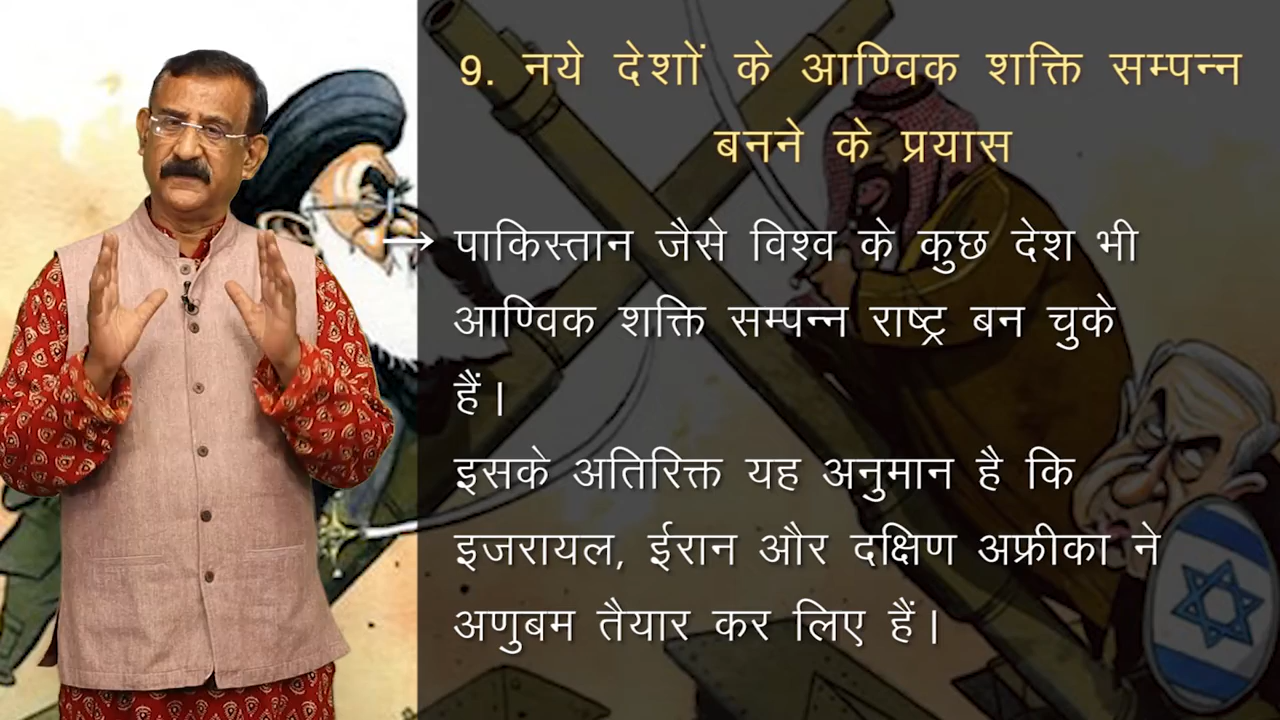 9. नये देशों के आण्विक शक्ति सम्पन्न
बनने के प्रयास
→ पाकिस्तान जैसे विश्व के कुछ देश भी
आण्विक शक्ति सम्पन्न राष्ट्र बन चुके
हैं।
इसके अतिरिक्त यह अनुमान है कि
इजरायल, ईरान और दक्षिण अफ्रीका ने
अणुबम तैयार कर लिए हैं।